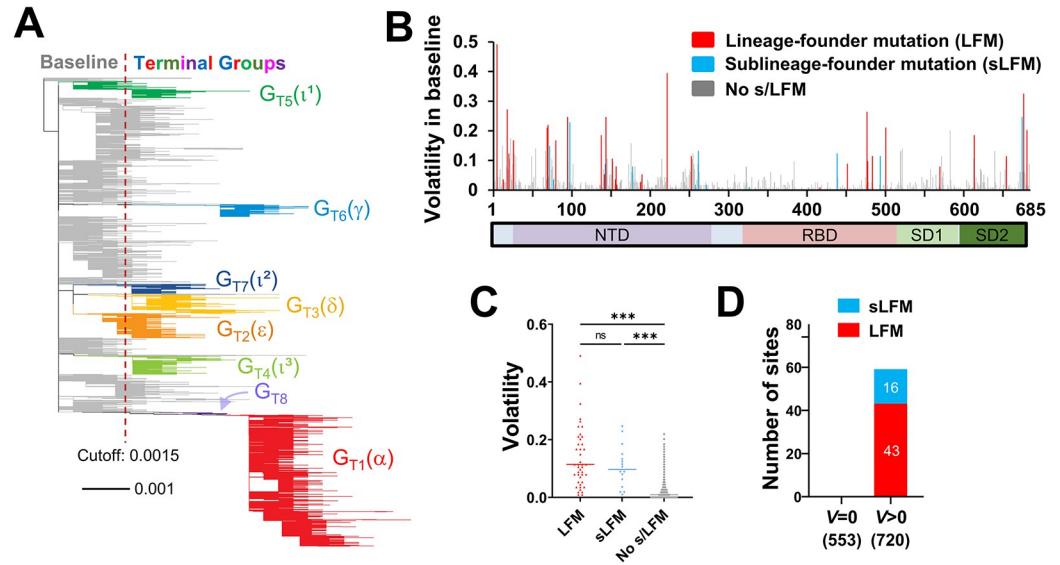 A
Baseline Terminal Groups
GT5(ι¹)
GT6(γ)
GT7(ι²)
GT3(δ)
GT2(ε)
GT4(ι³)
GT8
GT1(α)
Cutoff: 0.0015
0.001
B
Volatility in baseline
0.5
0.4
0.3
0.2
0.1
0
Lineage-founder mutation (LFM)
Sublineage-founder mutation (sLFM)
No s/LFM
1 100 200 300 400 500 600 685
NTD RBD SD1 SD2
C
Volatility
0.6
0.4
0.2
0.0
***
ns ***
LFM sLFM No s/LFM
D
sLFM
LFM
Number of sites
80
60
40
20
0
16
43
V=0 V>0
(553) (720)